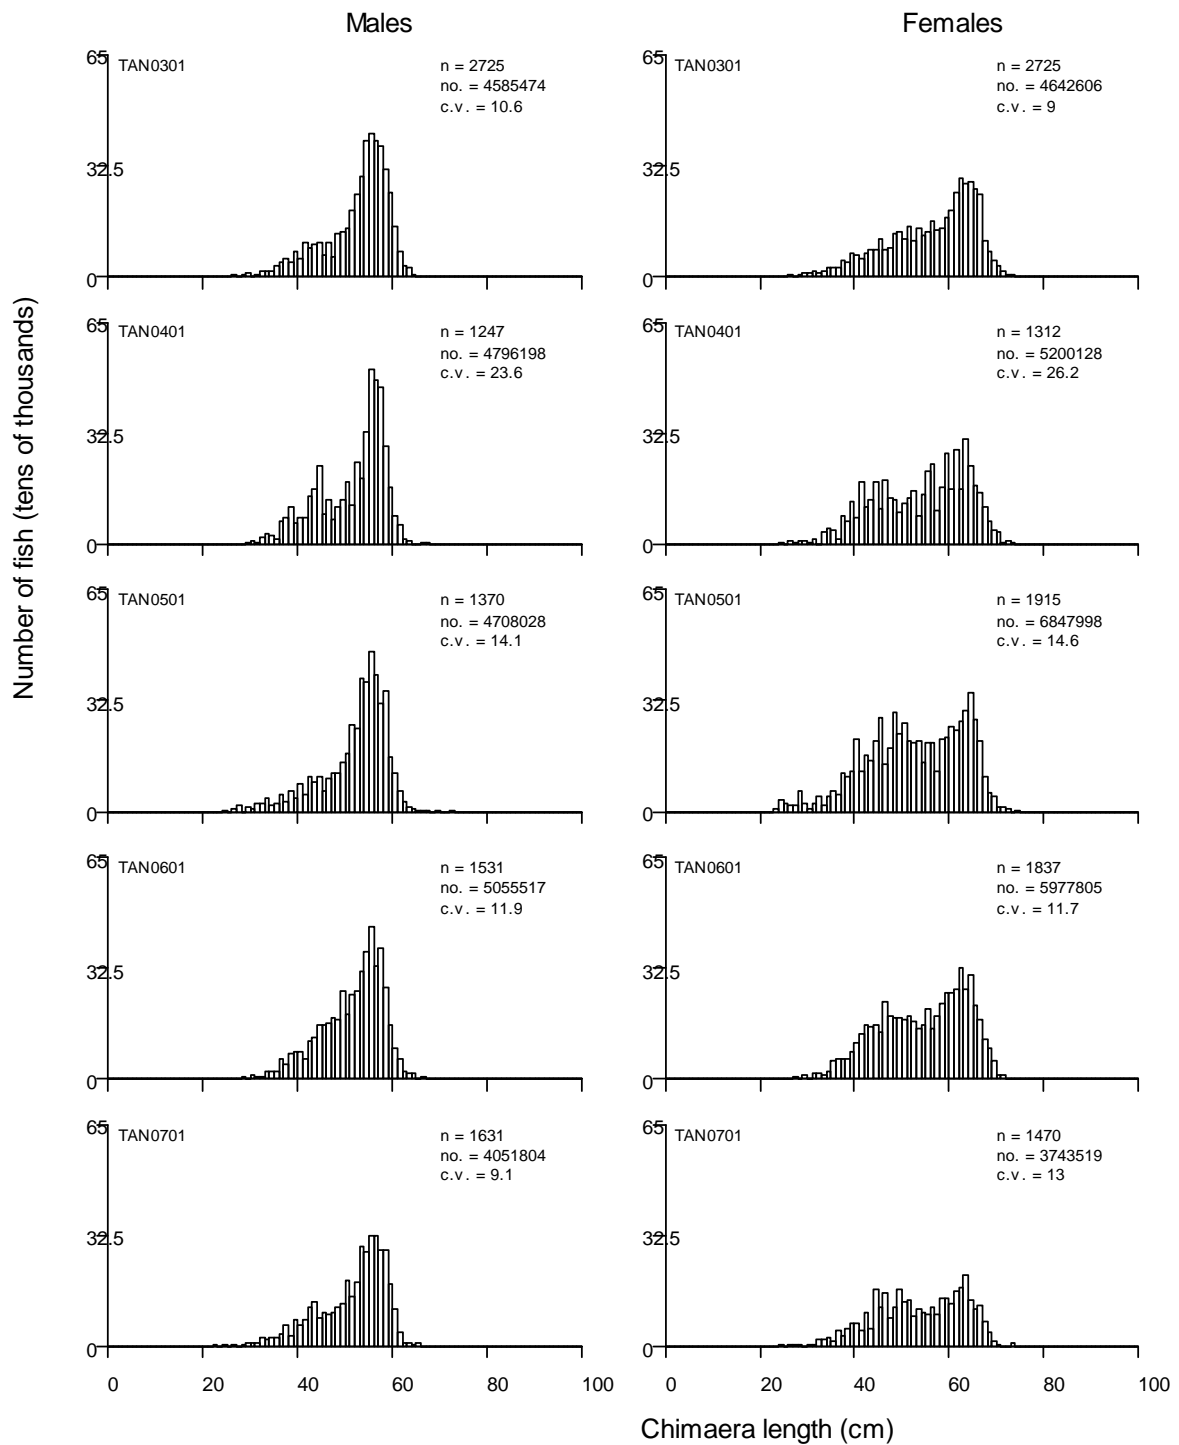 Males Females
65 TAN0301 n = 2725 65 TAN0301 n = 2725
no. = 4585474 no. = 4642606
c.v. = 10.6 c.v. = 9
32.5 32.5
0 0
65 TAN0401 n = 1247 65 TAN0401 n = 1312
no. = 4796198 no. = 5200128
c.v. = 23.6 c.v. = 26.2
32.5 32.5
0 0
65 TAN0501 n = 1370 65 TAN0501 n = 1915
no. = 4708028 no. = 6847998
c.v. = 14.1 c.v. = 14.6
32.5 32.5
0 0
65 TAN0601 n = 1531 65 TAN0601 n = 1837
no. = 5055517 no. = 5977805
c.v. = 11.9 c.v. = 11.7
32.5 32.5
0 0
65 TAN0701 n = 1631 65 TAN0701 n = 1470
no. = 4051804 no. = 3743519
c.v. = 9.1 c.v. = 13
32.5 32.5
0 0
0 20 40 60 80 100 0 20 40 60 80 100
Number of fish (tens of thousands)
Chimaera length (cm)